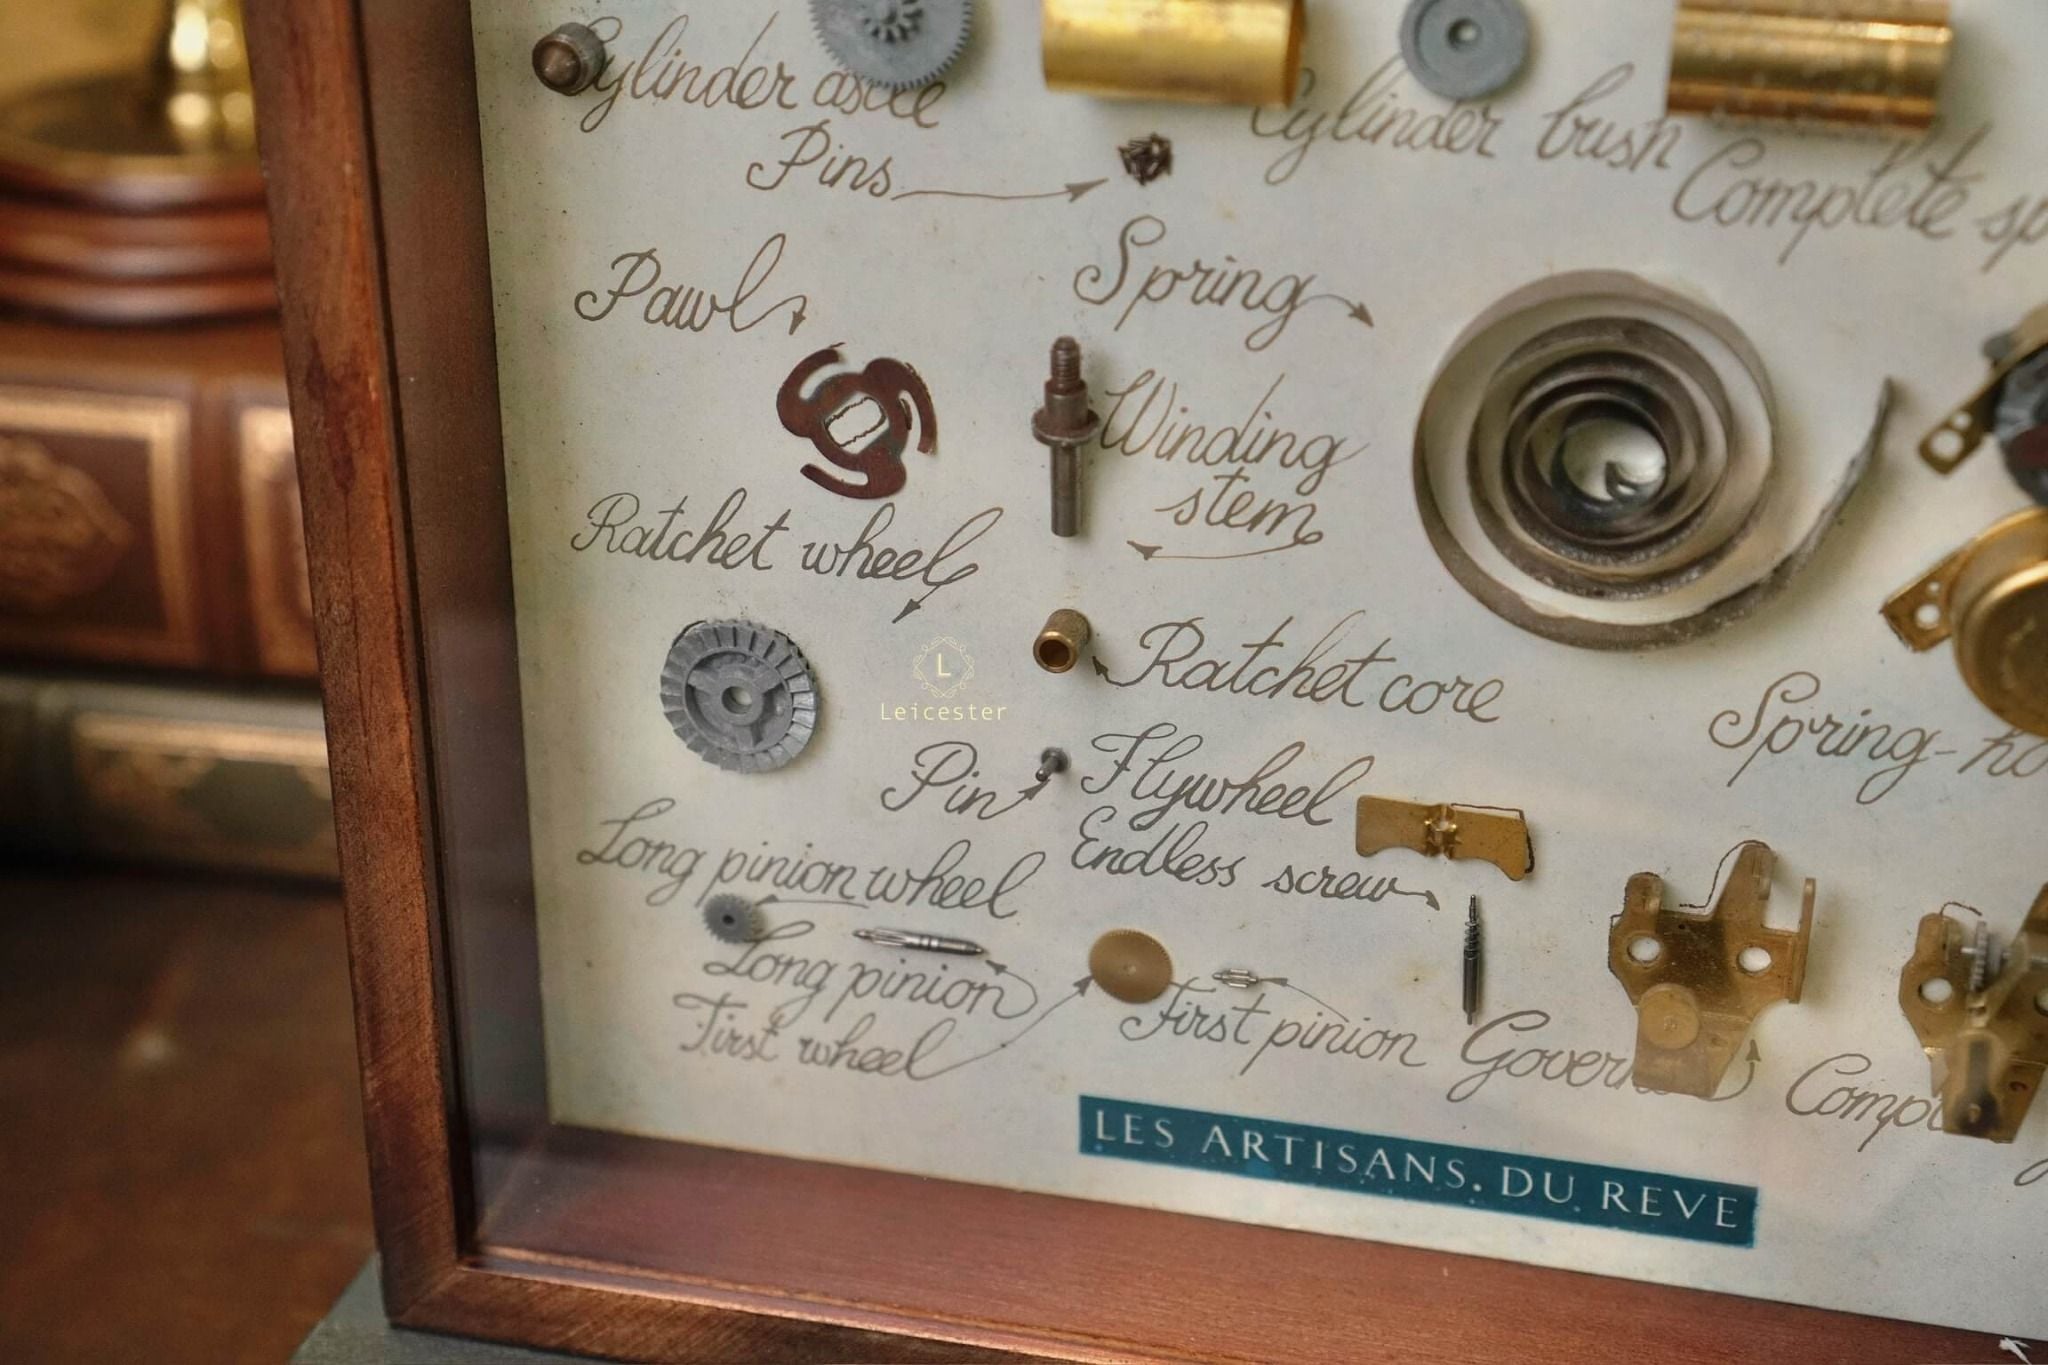 Cylinder
Pins
Cylinder bush
Complete
Pawl
Spring
Winding
stem
Ratchet wheel
Ratchet core
L
Leicester
Spring-
Pin
Flywheel
Endless screw
Long pinion wheel
Long pinion
First wheel
First pinion
LES ARTISANS. DU REVE